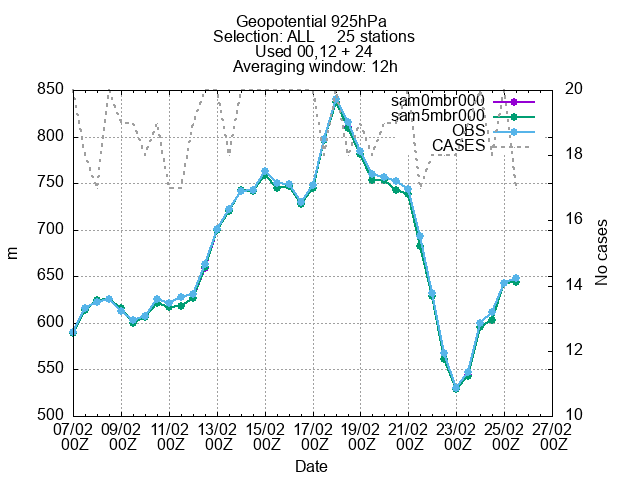 Geopotential 925hPa
Selection: ALL 25 stations
Used 00,12 + 24
Averaging window: 12h
850 20
sam0mbr000
sam5mbr000
OBS
CASES
800
18
750
700
16
650
14
600
12
550
500 10
m
No cases
07/02 09/02 11/02 13/02 15/02 17/02 19/02 21/02 23/02 25/02 27/02
00Z 00Z 00Z 00Z 00Z 00Z 00Z 00Z 00Z 00Z 00Z
Date